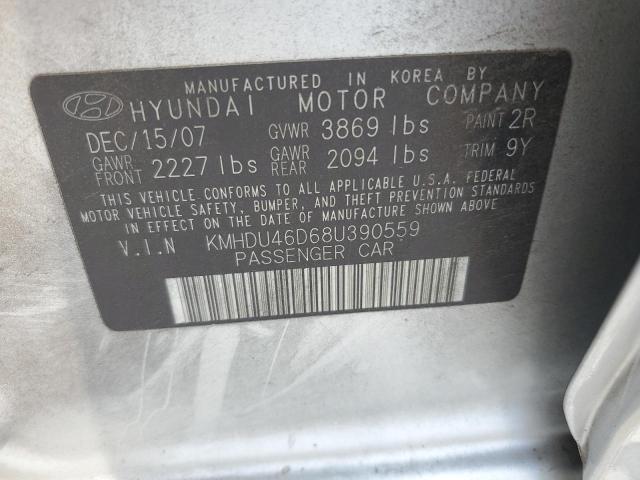 MANUFACTURED IN KOREA BY
HYUNDAI MOTOR COMPANY
DEC/15/07 GVWR 3869 lbs PAINT 2R
GAWR FRONT 2227 lbs GAWR REAR 2094 lbs TRIM 9Y
THIS VEHICLE CONFORMS TO ALL APPLICABLE U.S.A. FEDERAL
MOTOR VEHICLE SAFETY, BUMPER, AND THEFT PREVENTION STANDARDS
IN EFFECT ON THE DATE OF MANUFACTURE SHOWN ABOVE.
V.I.N KMHDU46D68U390559
PASSENGER CAR